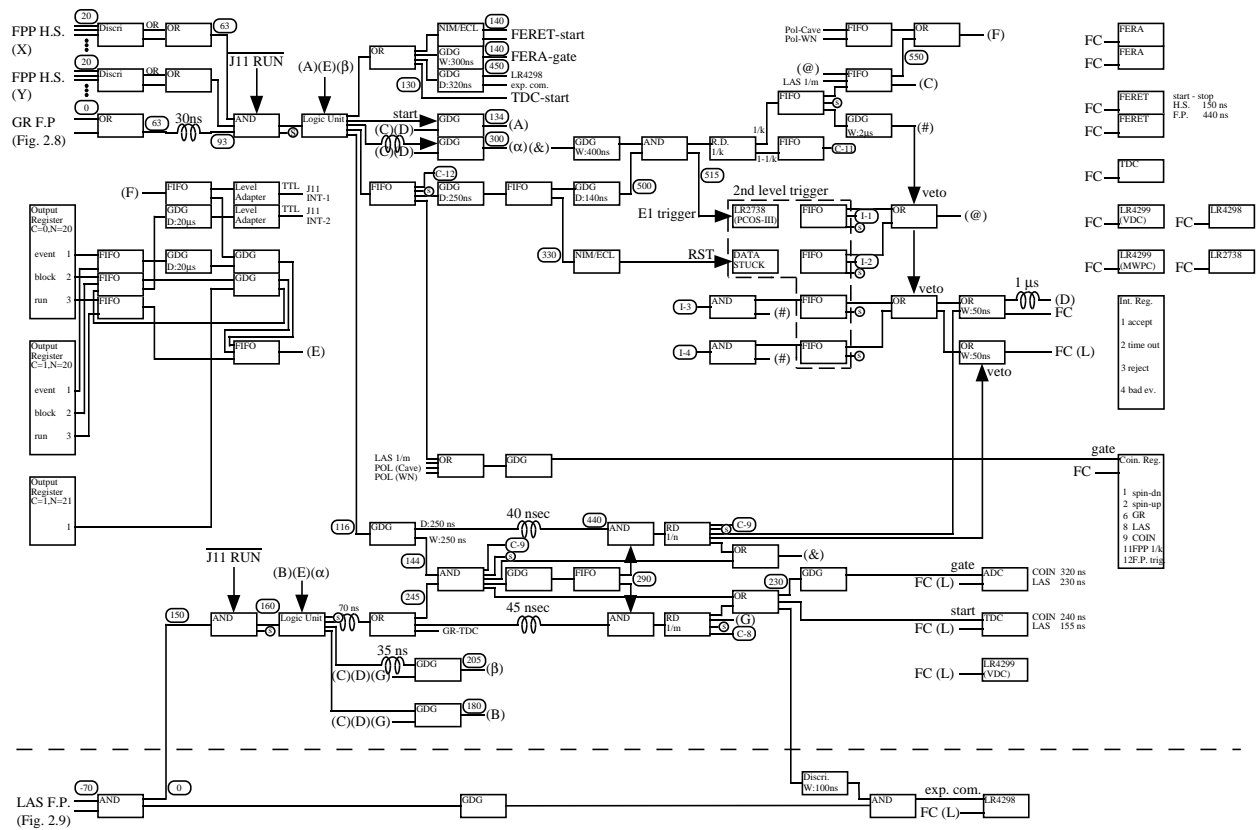 FPP H.S.
(X)
20
Discri
OR
OR
63
FPP H.S.
(Y)
20
Discri
OR
OR
GR F.P
(Fig. 2.8)
0
OR
63
30ns
93
J11 RUN
AND
S
(A)(E)(β)
Logic Unit
OR
130
NIM/ECL
140
FERET-start
GDG
W:300ns
140
FERA-gate
GDG
D:320ns
450
LR4298
exp. com.
TDC-start
start
(C)(D)
GDG
134
(A)
(C)(D)
GDG
300
(α)(&)
GDG
W:400ns
AND
R.D.
1/k
1/k
1-1/k
FIFO
S
FIFO
C-11
Pol-Cave
Pol-WN
FIFO
OR
(F)
550
(@)
LAS 1/m
FIFO
(C)
GDG
W:2μs
(#)
FIFO
C-12
S
GDG
D:250ns
FIFO
GDG
D:140ns
500
515
2nd level trigger
E1 trigger
LR2738
(PCOS-III)
FIFO
I-1
S
veto
OR
(@)
330
NIM/ECL
RST
DATA
STUCK
FIFO
I-2
S
I-3
AND
(#)
FIFO
S
veto
OR
OR
W:50ns
1 μs
(D)
FC
I-4
AND
(#)
FIFO
S
OR
W:50ns
FC (L)
veto
(F)
FIFO
Level
Adapter
TTL
J11
INT-1
GDG
D:20μs
Level
Adapter
TTL
J11
INT-2
Output
Register
C=0,N=20
event 1
block 2
run 3
FIFO
FIFO
FIFO
GDG
D:20μs
GDG
GDG
FIFO
(E)
Output
Register
C=1,N=20
event 1
block 2
run 3
Output
Register
C=1,N=21
1
FC
FERA
FC
FERA
FC
FERET
FC
FERET
start - stop
H.S. 150 ns
F.P. 440 ns
FC
TDC
FC
LR4299
(VDC)
FC
LR4298
FC
LR4299
(MWPC)
FC
LR2738
Int. Reg.
1 accept
2 time out
3 reject
4 bad ev.
LAS 1/m
POL (Cave)
POL (WN)
OR
GDG
gate
FC
Coin. Reg.
1 spin-dn
2 spin-up
6 GR
8 LAS
9 COIN
11FPP 1/k
12F.P. trig
116
GDG
D:250 ns
W:250 ns
40 nsec
440
AND
RD
1/n
C-9
S
OR
(&)
144
AND
C-9
S
GDG
FIFO
290
245
J11 RUN
(B)(E)(α)
150
AND
160
S
Logic Unit
S
70 ns
OR
GR-TDC
45 nsec
AND
RD
1/m
(G)
S
C-8
230
OR
GDG
gate
FC (L)
ADC
COIN 320 ns
LAS 230 ns
start
FC (L)
TDC
COIN 240 ns
LAS 155 ns
FC (L)
LR4299
(VDC)
35 ns
(C)(D)(G)
GDG
205
(β)
(C)(D)(G)
GDG
180
(B)
LAS F.P.
(Fig. 2.9)
-70
AND
0
GDG
Discri.
W:100ns
AND
exp. com.
FC (L)
LR4298